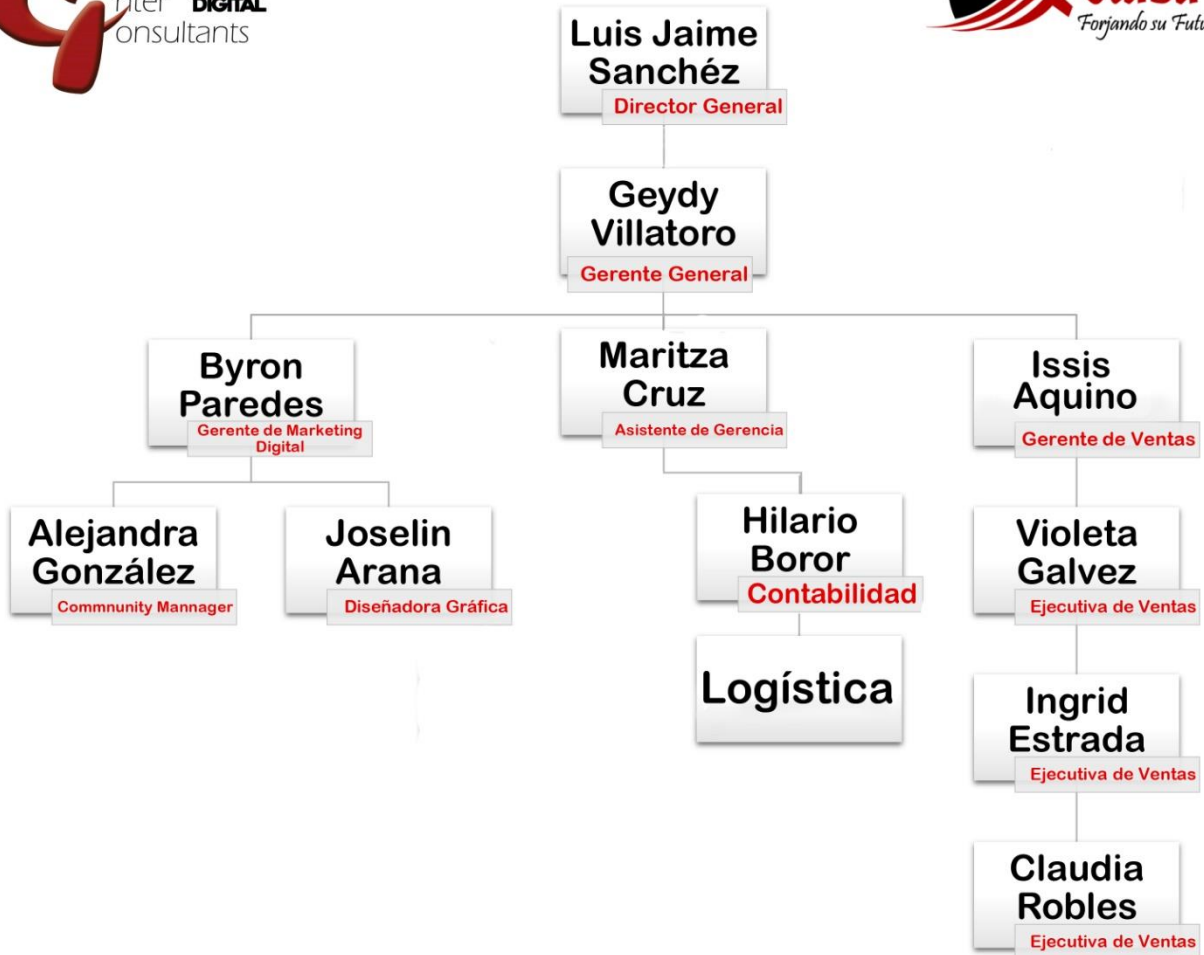 DIGITAL
onsultants
Forjando su
Luis Jaime
Sanchéz
Director General
Geydy
Villatoro
Gerente General
Byron
Paredes
Gerente de Marketing
Digital
Maritza
Cruz
Asistente de Gerencia
Issis
Aquino
Gerente de Ventas
Alejandra
González
Commnunity Mannager
Joselin
Arana
Diseñadora Gráfica
Hilario
Boror
Contabilidad
Violeta
Galvez
Ejecutiva de Ventas
Logística
Ingrid
Estrada
Ejecutiva de Ventas
Claudia
Robles
Ejecutiva de Ventas